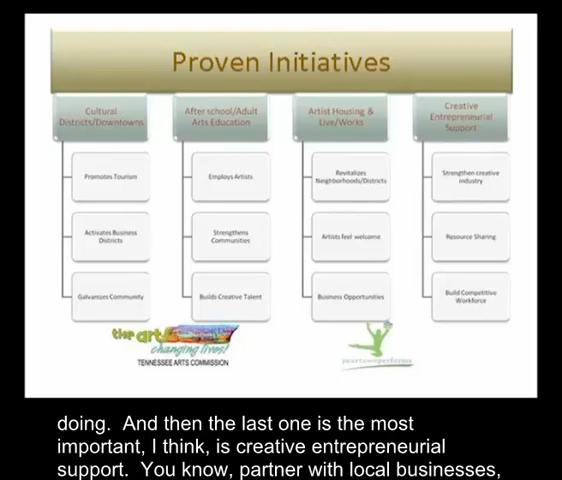 Proven Initiatives
Cultural
Districts/Downtowns
Promotes Tourism
Activates Business
Districts
Galvanizes Community
After school/Adult
Arts Education
Employs Artists
Strengthens
Communities
Builds Creative Talent
Artist Housing &
Live/Works
Revitalizes
Neighborhoods/Districts
Artists feel welcome
Business Opportunities
Creative
Entrepreneurial
Support
Strengthen creative
industry
Resource Sharing
Build Competitive
Workforce
the arts
changing lives!
TENNESSEE ARTS COMMISSION
doing. And then the last one is the most
important, I think, is creative entrepreneurial
support. You know, partner with local businesses,